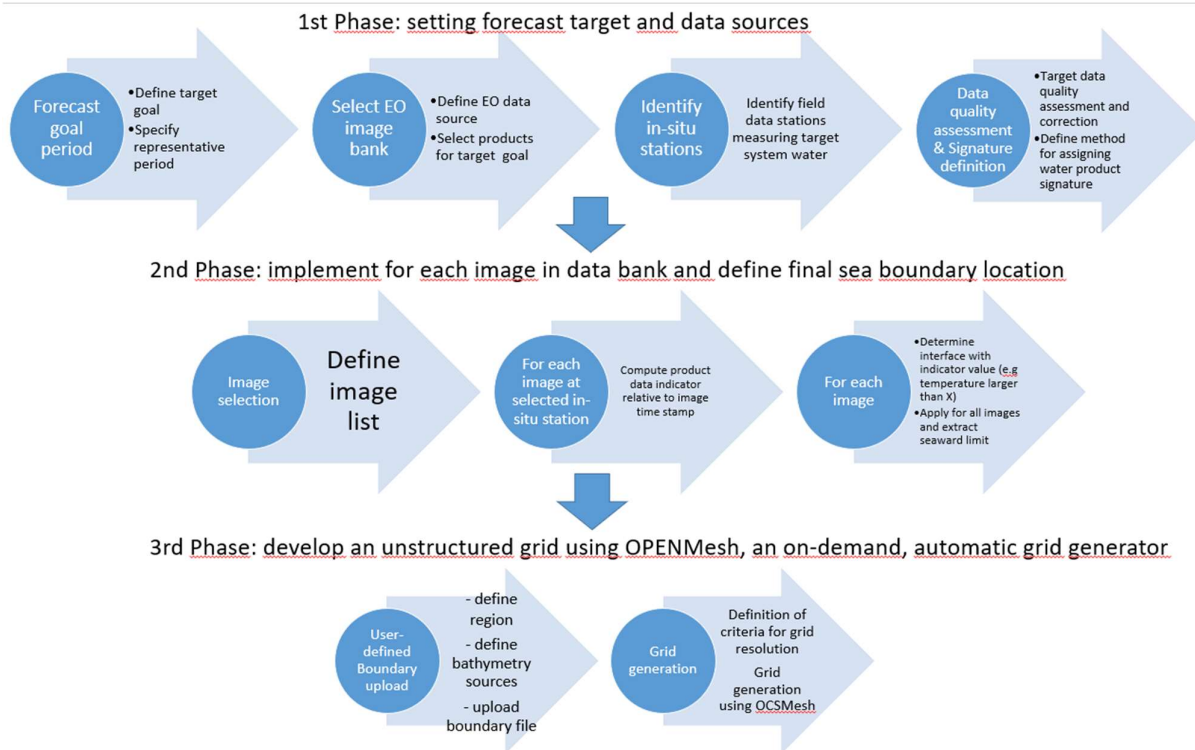 1st Phase: setting forecast target and data sources
Forecast
goal
period
•Define target
goal
•Specify
representative
period
Select EO
image
bank
•Define EO data
source
•Select products
for target goal
Identify
in-situ
stations
Identify field
data stations
measuring target
system water
Data
quality
assessment
& Signature
definition
•Target data
quality
assessment and
correction
•Define method
for assigning
water product
signature
2nd Phase: implement for each image in data bank and define final sea boundary location
Image
selection
Define
image
list
For each
image at
selected in-
situ station
Compute product
data indicator
relative to image
time stamp
For each
image
•Determine
interface with
indicator value (e.g
temperature larger
than X)
•Apply for all images
and extract
seaward limit
3rd Phase: develop an unstructured grid using OPENMesh, an on-demand, automatic grid generator
User-
defined
Boundary
upload
- define
region
- define
bathymetry
sources
- upload
boundary file
Grid
generation
Definition of
criteria for grid
resolution
Grid
generation
using OCSMesh